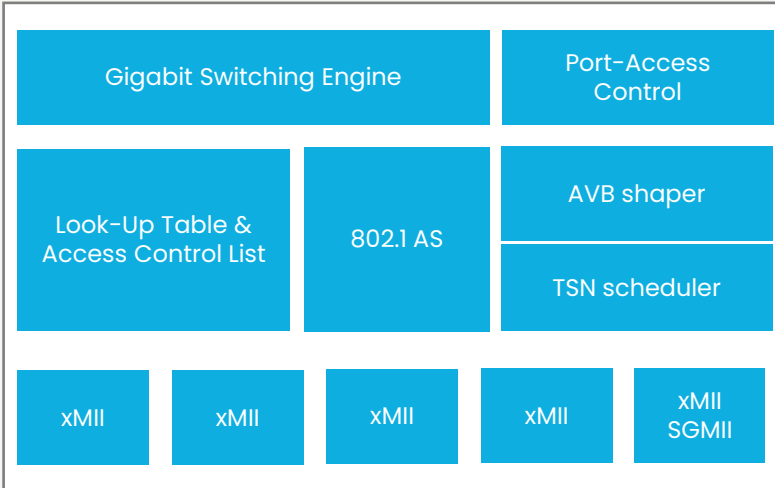 Gigabit Switching Engine
Port-Access
Control
Look-Up Table &
Access Control List
802.1 AS
AVB shaper
TSN scheduler
xMII
xMII
xMII
xMII
xMII
SGMII